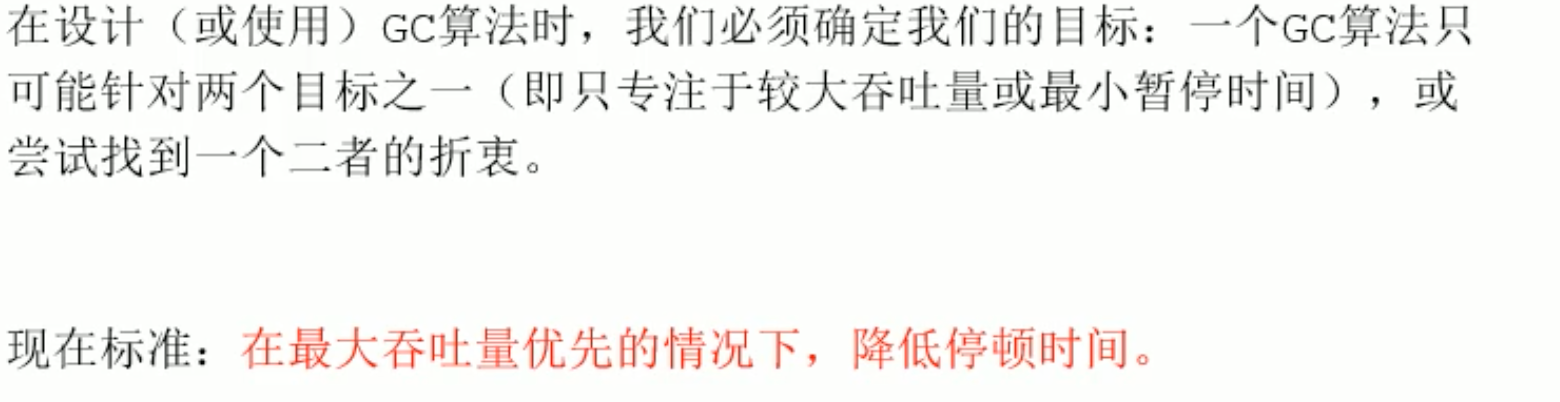 在设计（或使用）GC算法时，我们必须确定我们的目标：一个GC算法只
可能针对两个目标之一（即只专注于较大吞吐量或最小暂停时间），或
尝试找到一个二者的折衷。
现在标准：在最大吞吐量优先的情况下，降低停顿时间。